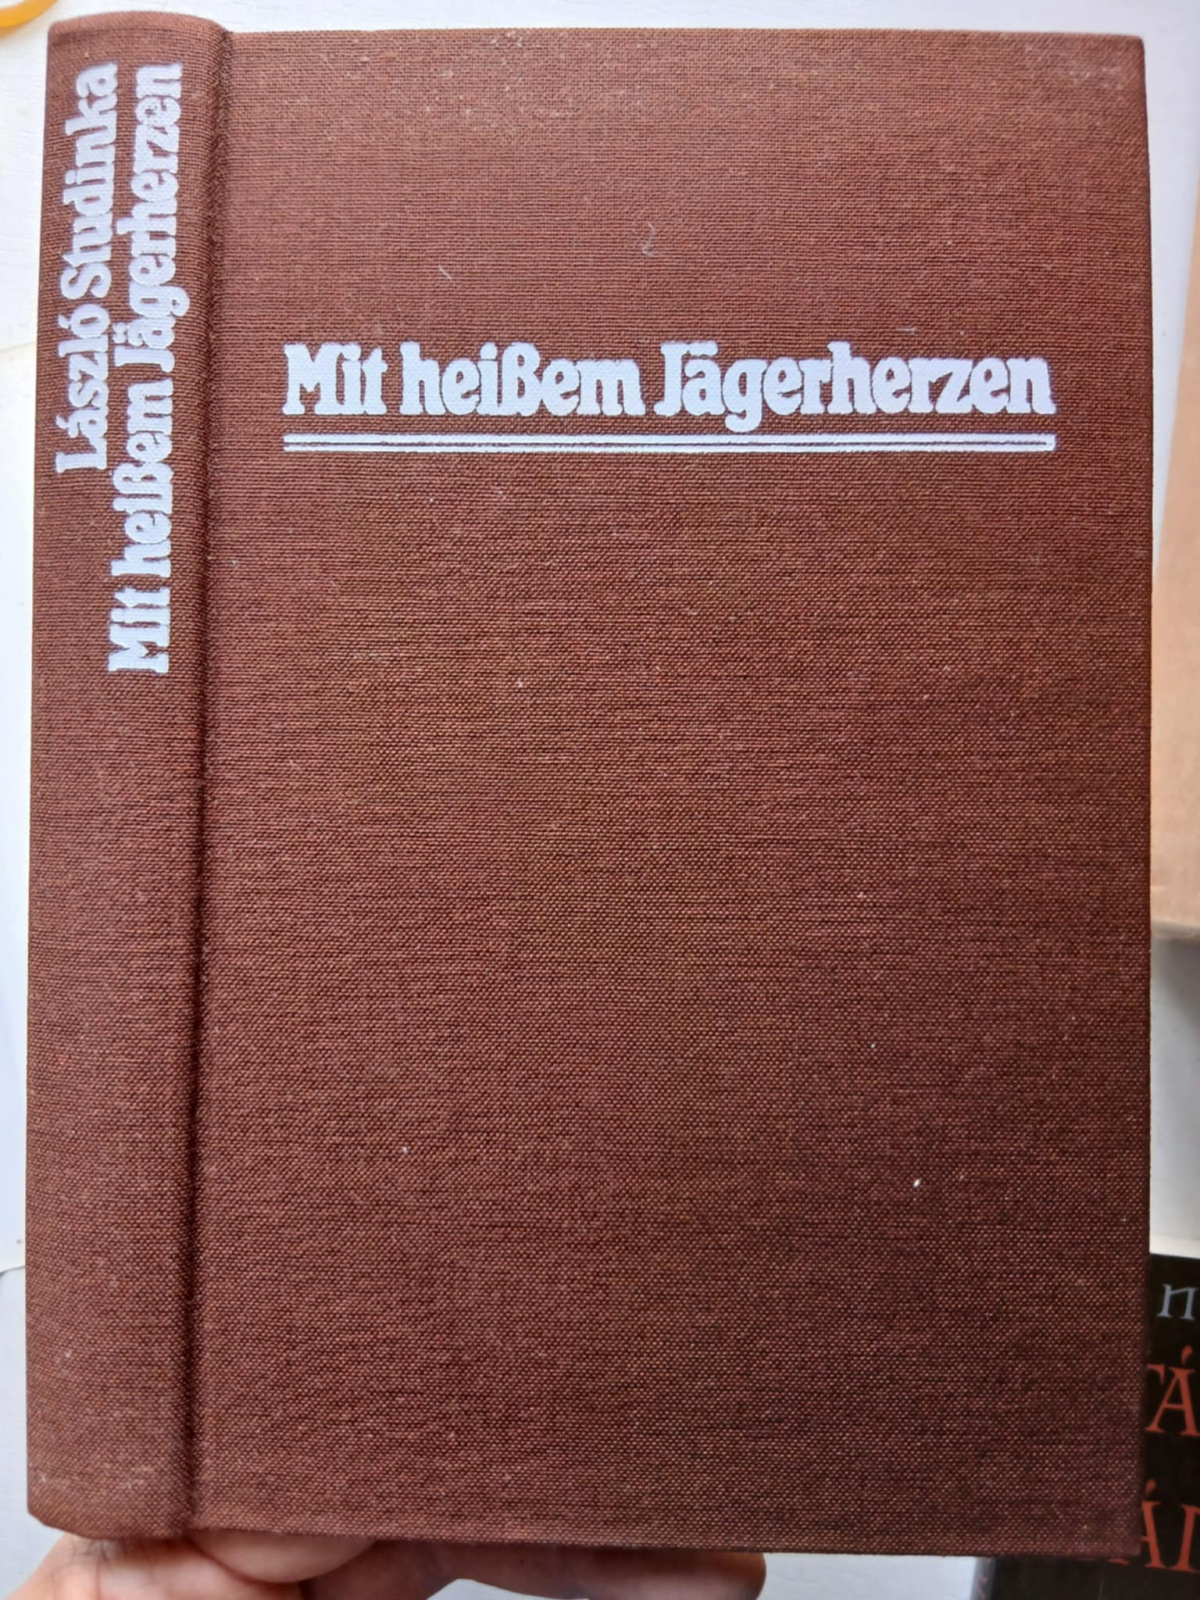 László Studinka
Mit heißem Jägerherzen
Mit heißem Jägerherzen